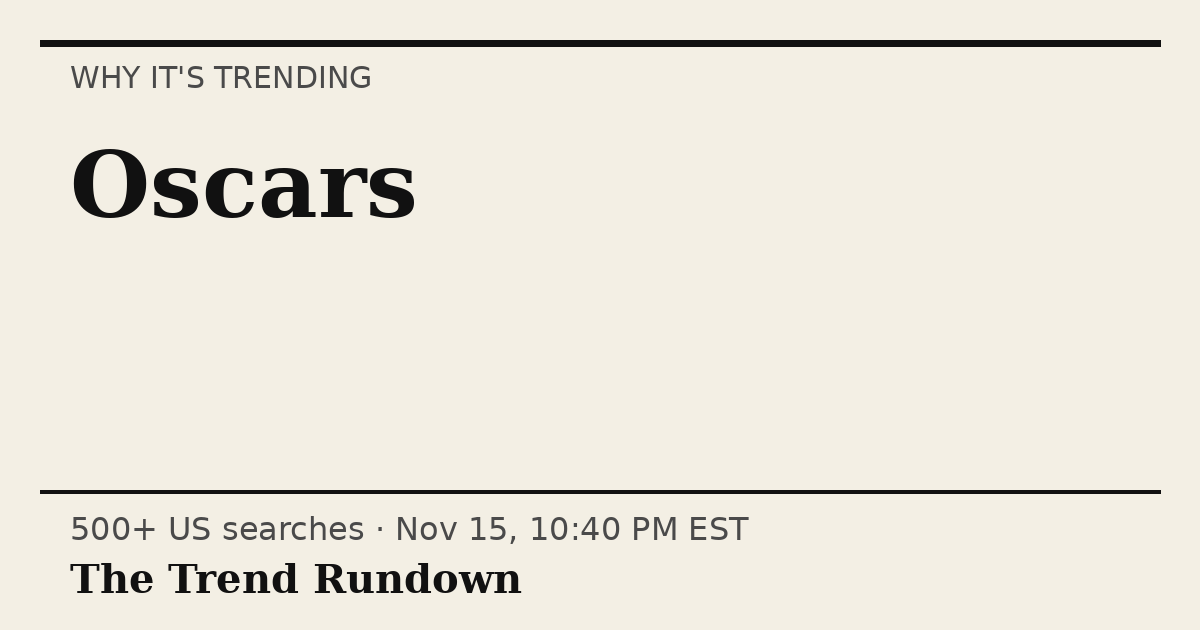 WHY IT'S TRENDING
Oscars
500+ US searches · Nov 15, 10:40 PM EST
The Trend Rundown